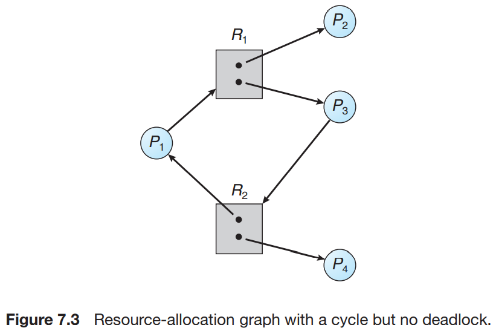 P2
R1
P3
P1
R2
P4
Figure 7.3 Resource-allocation graph with a cycle but no deadlock.